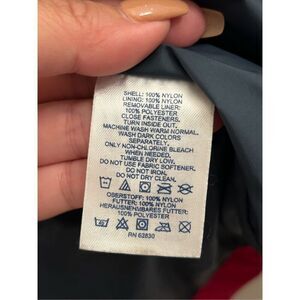 SHELL: 100% NYLON
LINING: 100% NYLON
REMOVABLE LINER:
100% POLYESTER
CLOSE FASTENERS.
TURN INSIDE OUT.
MACHINE WASH WARM NORMAL.
WASH DARK COLORS
SEPARATELY.
ONLY NON-CHLORINE BLEACH
WHEN NEEDED.
TUMBLE DRY LOW.
DO NOT USE FABRIC SOFTENER.
DO NOT IRON.
DO NOT DRY CLEAN.
OBERSTOFF: 100% NYLON
FUTTER: 100% NYLON
HERAUSNEHMBARES FUTTER:
100% POLYESTER
RN 62830